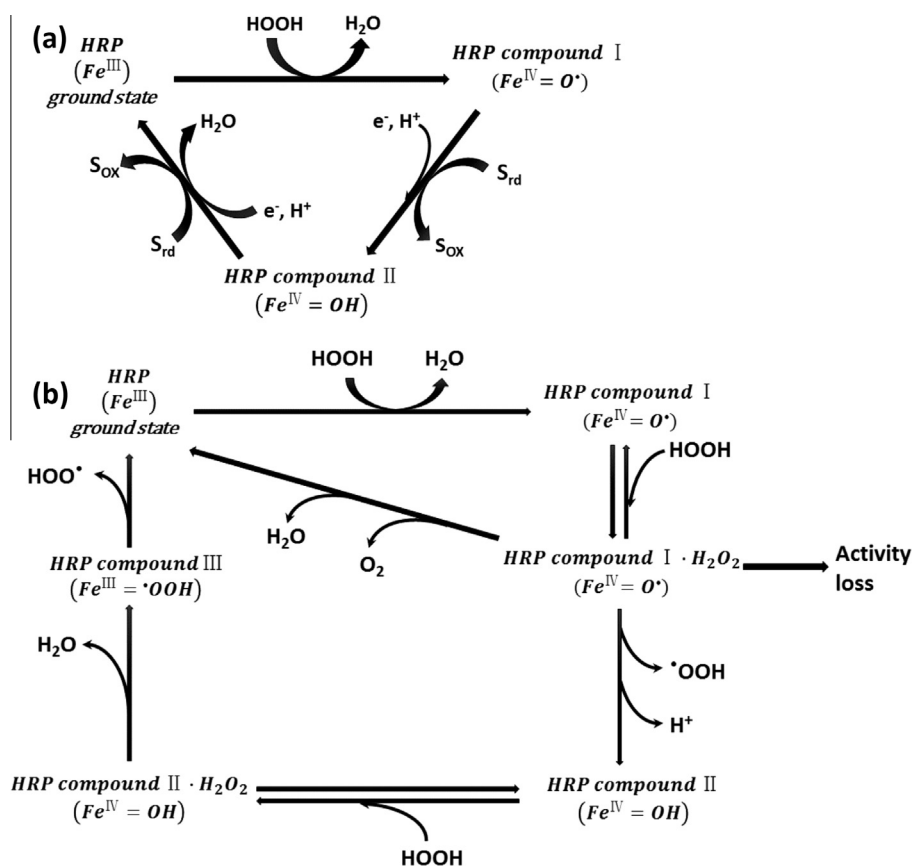 (a)
HRP
(Fe^III)
ground state
HOOH
H₂O
HRP compound I
(Fe^IV = O•)
H₂O
e⁻, H⁺
S_OX
S_rd
e⁻, H⁺
S_rd
S_OX
HRP compound II
(Fe^IV = OH)
(b)
HRP
(Fe^III)
ground state
HOOH
H₂O
HRP compound I
(Fe^IV = O•)
HOO•
HOOH
H₂O
O₂
HRP compound III
(Fe^III = •OOH)
HRP compound I · H₂O₂
(Fe^IV = O•)
Activity
loss
H₂O
•OOH
H⁺
HRP compound II · H₂O₂
(Fe^IV = OH)
HRP compound II
(Fe^IV = OH)
HOOH